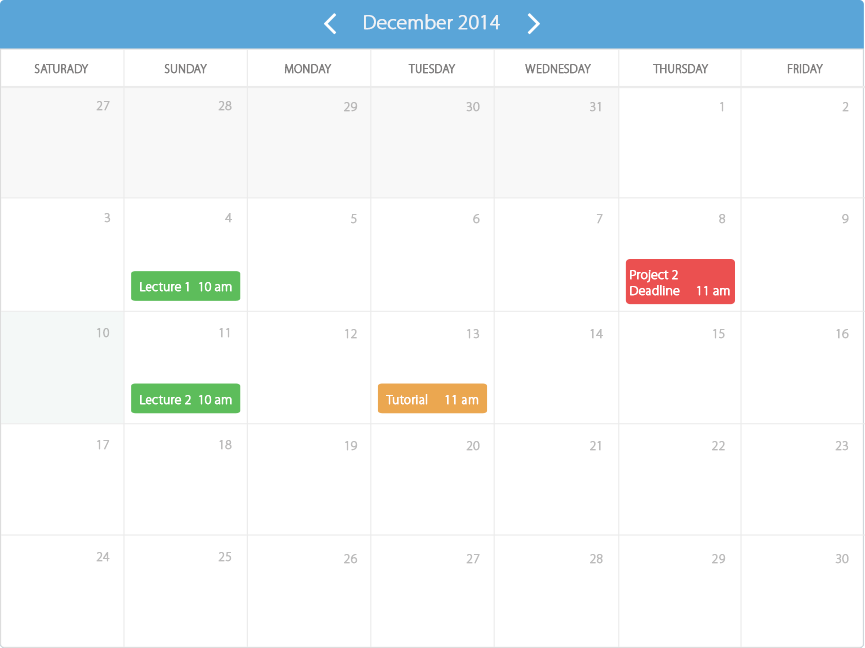 December 2014
SATURADY SUNDAY MONDAY TUESDAY WEDNESDAY THURSDAY FRIDAY
27 28 29 30 31 1 2
3 4 5 6 7 8 9
Lecture 1 10 am
Project 2
Deadline 11 am
10 11 12 13 14 15 16
Lecture 2 10 am
Tutorial 11 am
17 18 19 20 21 22 23
24 25 26 27 28 29 30